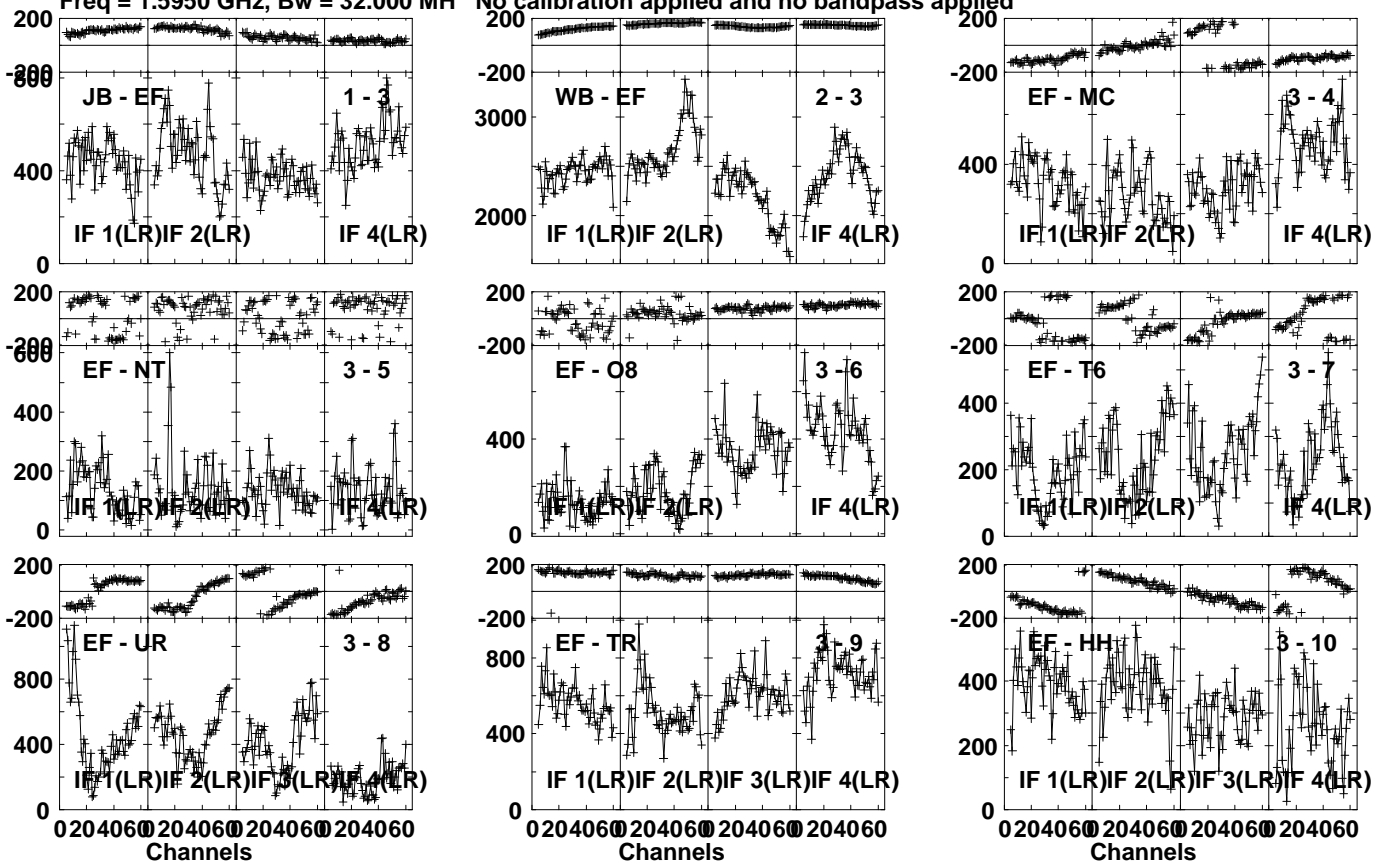 Freq = 1.5950 GHz, Bw = 32.000 MH No calibration applied and no bandpass applied
200
-200
800
400
0
JB - EF
1 - 3
IF 1(LR)
IF 2(LR)
IF 4(LR)
3000
2000
WB - EF
2 - 3
IF 1(LR)
IF 2(LR)
IF 4(LR)
200
-200
400
0
EF - MC
3 - 4
IF 1(LR)
IF 2(LR)
IF 4(LR)
200
-200
600
400
200
0
EF - NT
3 - 5
IF 1(LR)
IF 2(LR)
IF 4(LR)
200
-200
400
0
EF - O8
3 - 6
IF 1(LR)
IF 2(LR)
IF 4(LR)
200
-200
400
200
0
EF - T6
3 - 7
IF 1(LR)
IF 2(LR)
IF 4(LR)
200
-200
800
400
0
EF - UR
3 - 8
IF 1(LR)
IF 2(LR)
IF 3(LR)
IF 4(LR)
0 20 40 60 0 20 40 60 0 20 40 60 0 20 40 60
Channels
200
-200
800
400
0
EF - TR
3 - 9
IF 1(LR)
IF 2(LR)
IF 3(LR)
IF 4(LR)
0 20 40 60 0 20 40 60 0 20 40 60 0 20 40 60
Channels
200
-200
400
200
0
EF - HH
3 - 10
IF 1(LR)
IF 2(LR)
IF 3(LR)
IF 4(LR)
0 20 40 60 0 20 40 60 0 20 40 60 0 20 40 60
Channels